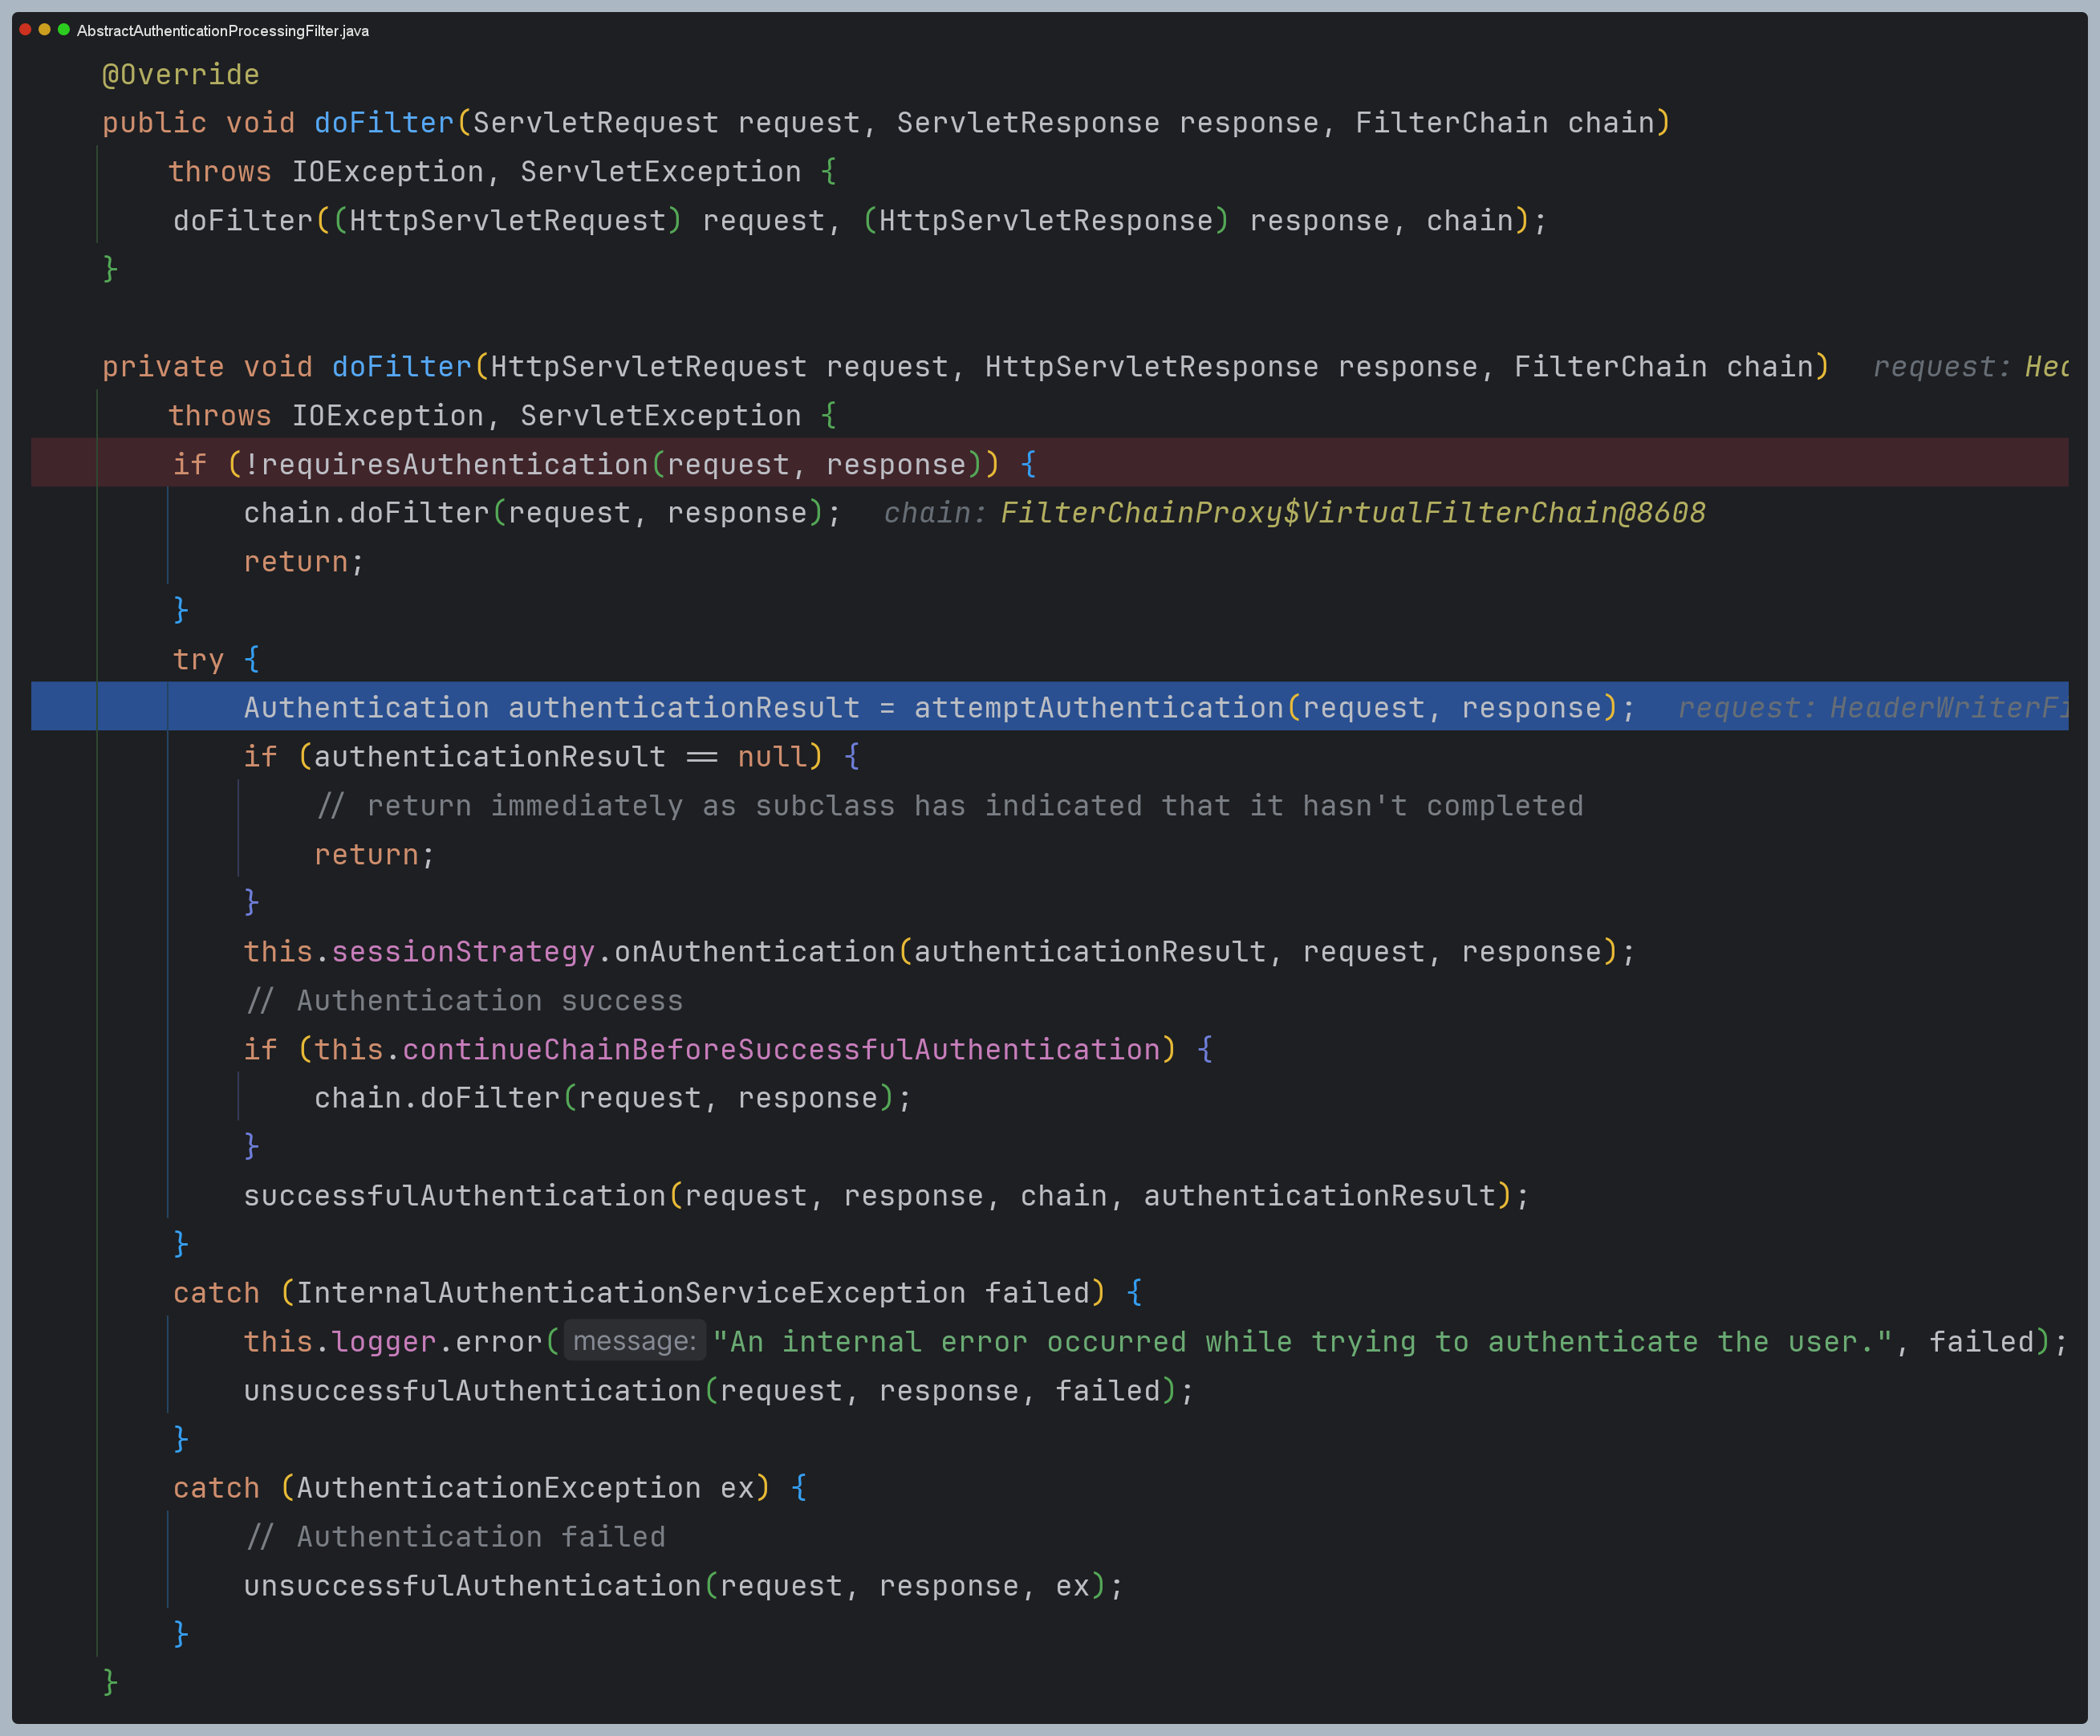 AbstractAuthenticationProcessingFilter.java
@Override
public void doFilter(ServletRequest request, ServletResponse response, FilterChain chain)
throws IOException, ServletException {
doFilter((HttpServletRequest) request, (HttpServletResponse) response, chain);
}
private void doFilter(HttpServletRequest request, HttpServletResponse response, FilterChain chain) request:
throws IOException, ServletException {
if (!requiresAuthentication(request, response)) {
chain.doFilter(request, response); chain: FilterChainProxy$VirtualFilterChain@8608
return;
}
try {
Authentication authenticationResult = attemptAuthentication(request, response); request:
if (authenticationResult == null) {
// return immediately as subclass has indicated that it hasn't completed
return;
}
this.sessionStrategy.onAuthentication(authenticationResult, request, response);
// Authentication success
if (this.continueChainBeforeSuccessfulAuthentication) {
chain.doFilter(request, response);
}
successfulAuthentication(request, response, chain, authenticationResult);
}
catch (InternalAuthenticationServiceException failed) {
this.logger.error( message: "An internal error occurred while trying to authenticate the user.", failed);
unsuccessfulAuthentication(request, response, failed);
}
catch (AuthenticationException ex) {
// Authentication failed
unsuccessfulAuthentication(request, response, ex);
}
}